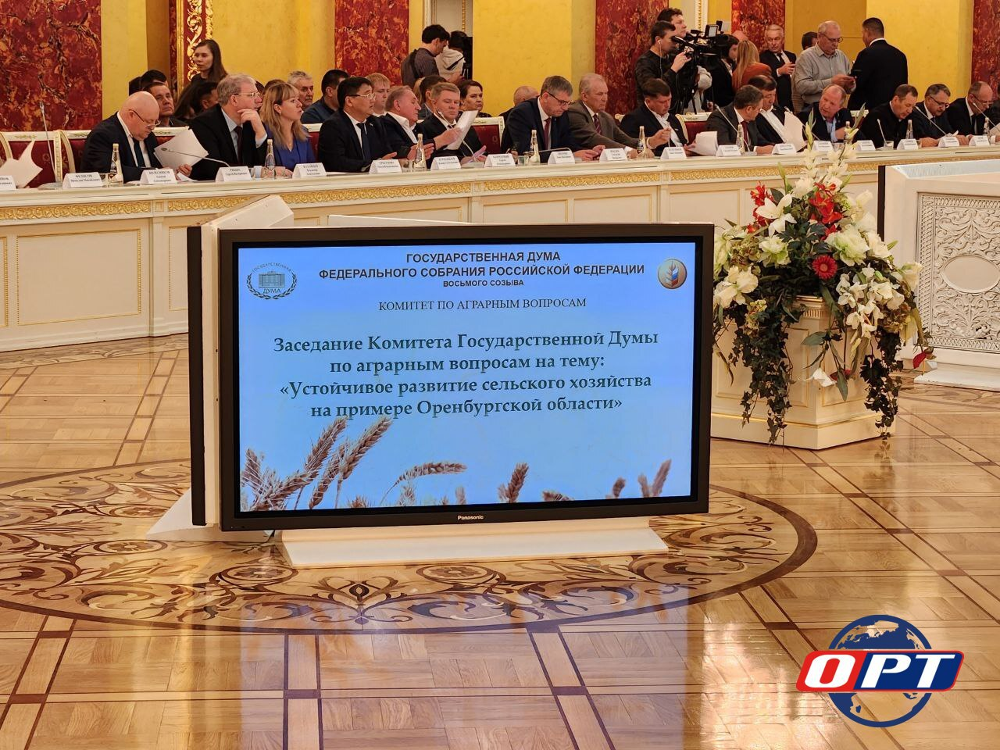 ГОСУДАРСТВЕННАЯ ДУМА
ФЕДЕРАЛЬНОГО СОБРАНИЯ РОССИЙСКОЙ ФЕДЕРАЦИИ
ВОСЬМОГО СОЗЫВА
ГОСУДАРСТВЕННАЯ
ДУМА
КОМИТЕТ ПО АГРАРНЫМ ВОПРОСАМ
Заседание Комитета Государственной Думы
по аграрным вопросам на тему:
«Устойчивое развитие сельского хозяйства
на примере Оренбургской области»
Panasonic
ОРТ